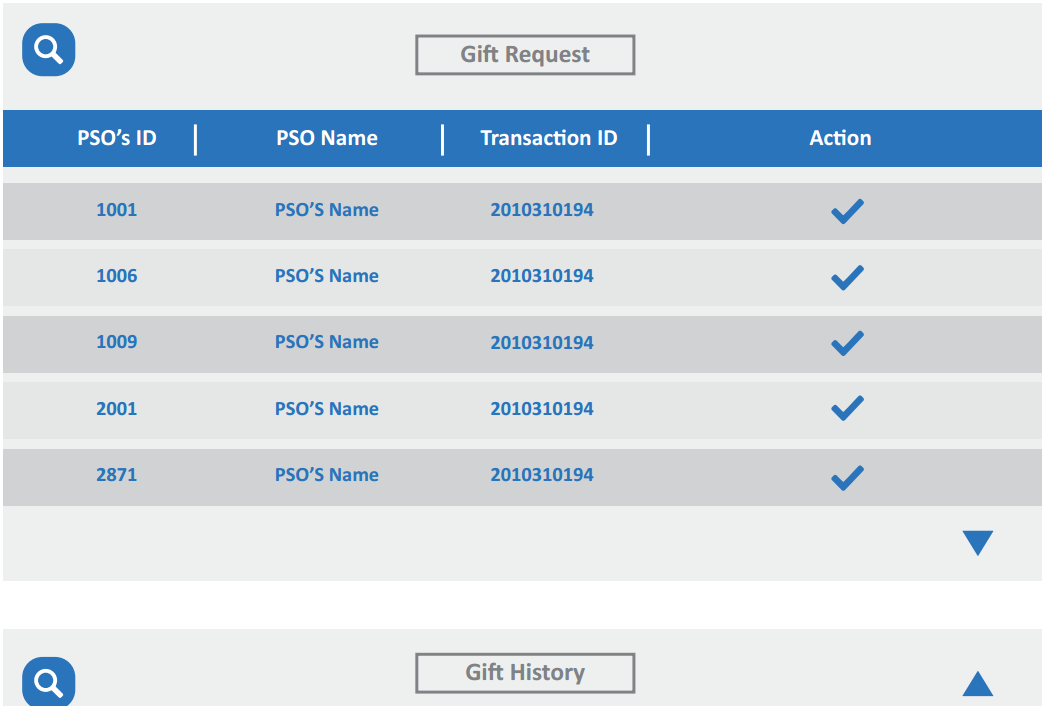 Gift Request
PSO's ID PSO Name Transaction ID Action
1001 PSO'S Name 2010310194
1006 PSO'S Name 2010310194
1009 PSO'S Name 2010310194
2001 PSO'S Name 2010310194
2871 PSO'S Name 2010310194
Gift History